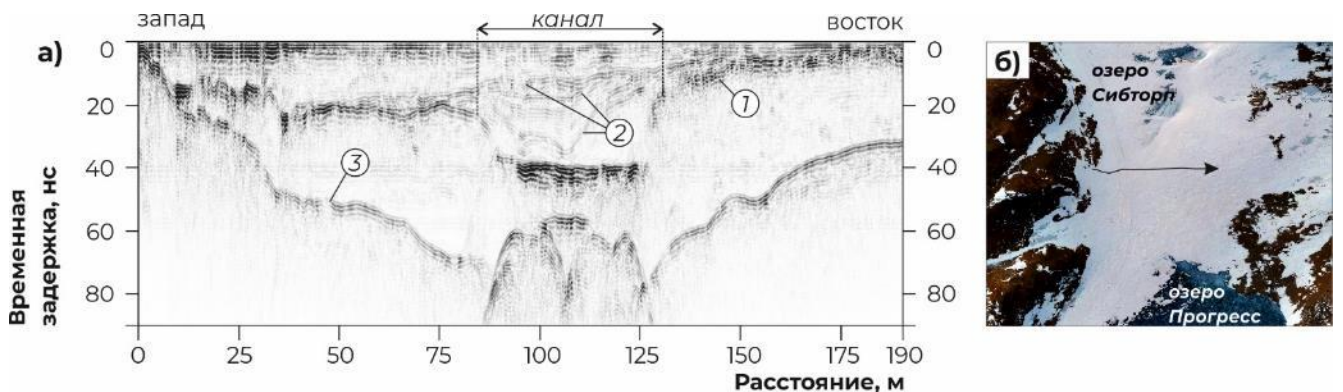 запад
канал
восток
а)
0
20
40
60
80
0
20
40
60
80
1
2
3
Временная
задержка, нс
0
25
50
75
100
125
150
175
190
Расстояние, м
б)
озеро
Сибторп
озеро
Прогресс